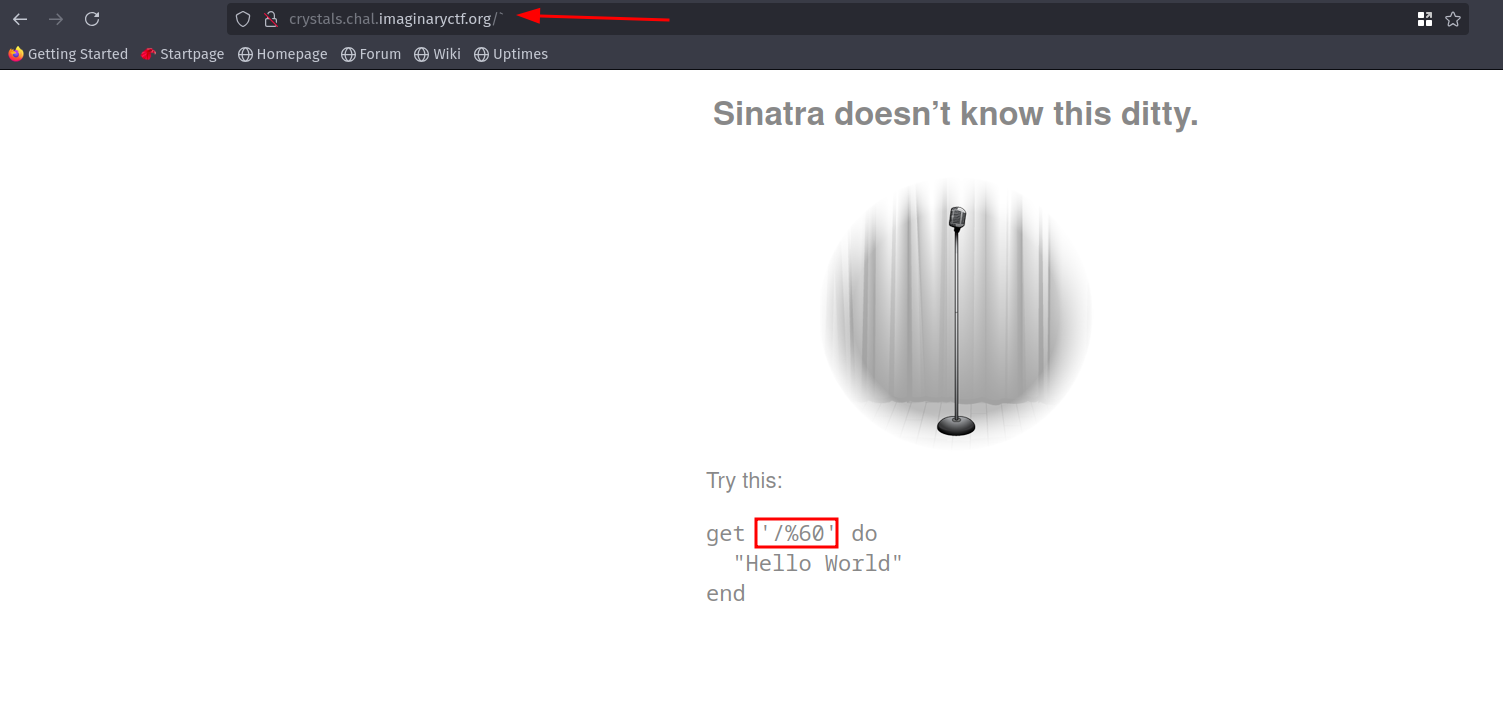 crystals.chal.imaginaryctf.org/`
Getting Started Startpage Homepage Forum Wiki Uptimes
Sinatra doesn’t know this ditty.
Try this:
get '/%60' do
"Hello World"
end